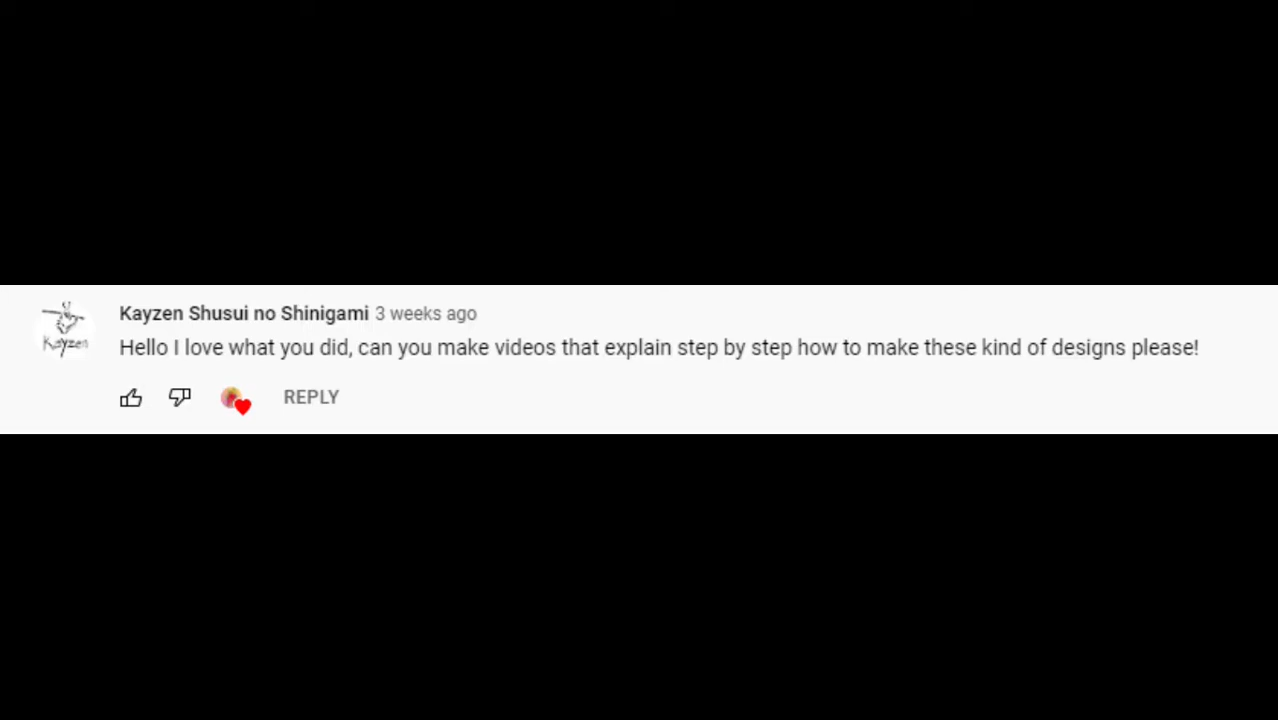 Kayzen Shusui no Shinigami 3 weeks ago
Kayzen
Hello I love what you did, can you make videos that explain step by step how to make these kind of designs please!
REPLY